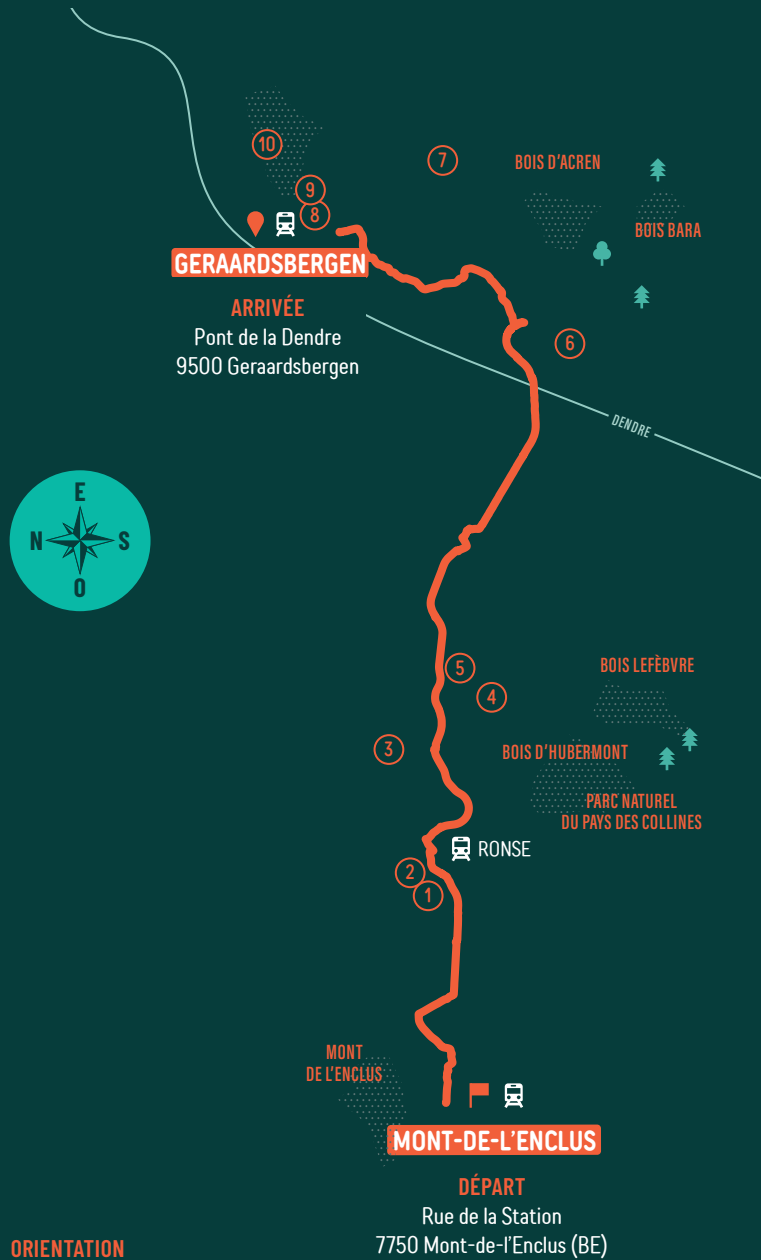 10
7
BOIS D'ACREN
9
8
BOIS BARA
GERAARDSBERGEN
ARRIVÉE
Pont de la Dendre
9500 Geraardsbergen
6
DENDRE
E
N
S
O
5
4
BOIS LEFÈBVRE
3
BOIS D'HUBERMONT
PARC NATUREL
DU PAYS DES COLLINES
RONSE
2
1
MONT
DE L'ENCLUS
MONT-DE-L'ENCLUS
DÉPART
Rue de la Station
7750 Mont-de-l'Enclus (BE)
ORIENTATION